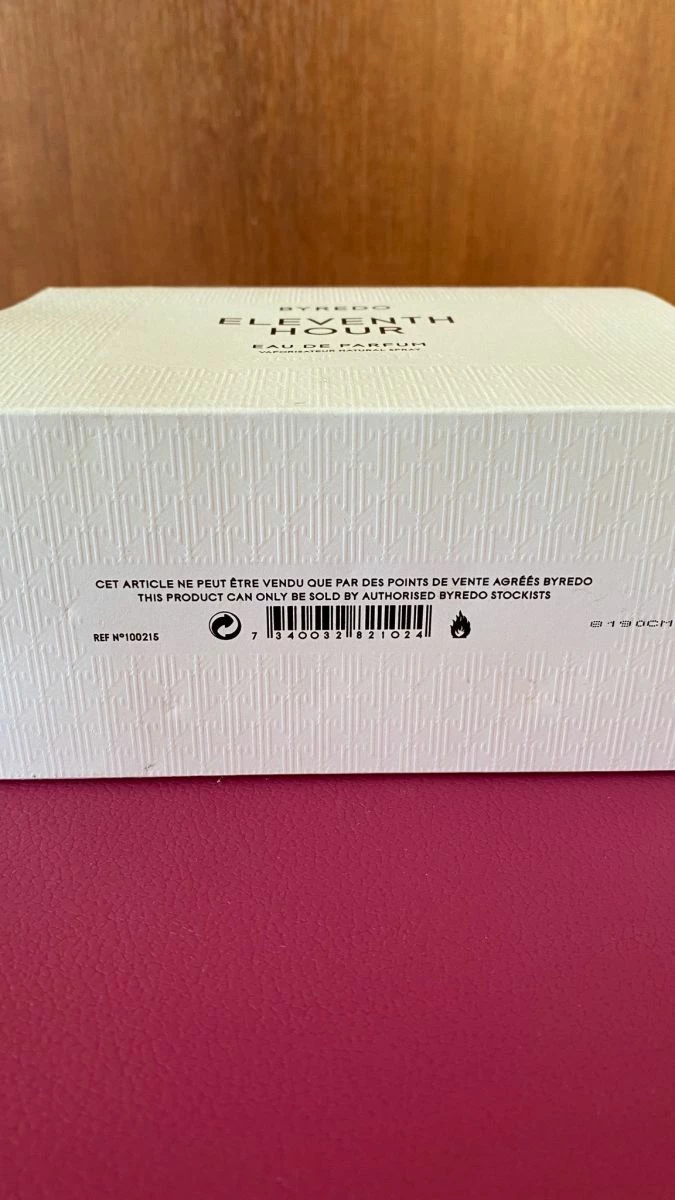 BYREDO
ELEVENTH
HOUR
EAU DE PARFUM
VAPORISATEUR NATURAL SPRAY
CET ARTICLE NE PEUT ÊTRE VENDU QUE PAR DES POINTS DE VENTE AGRÉÉS BYREDO
THIS PRODUCT CAN ONLY BE SOLD BY AUTHORISED BYREDO STOCKISTS
REF Nº100215
7 340032 821024